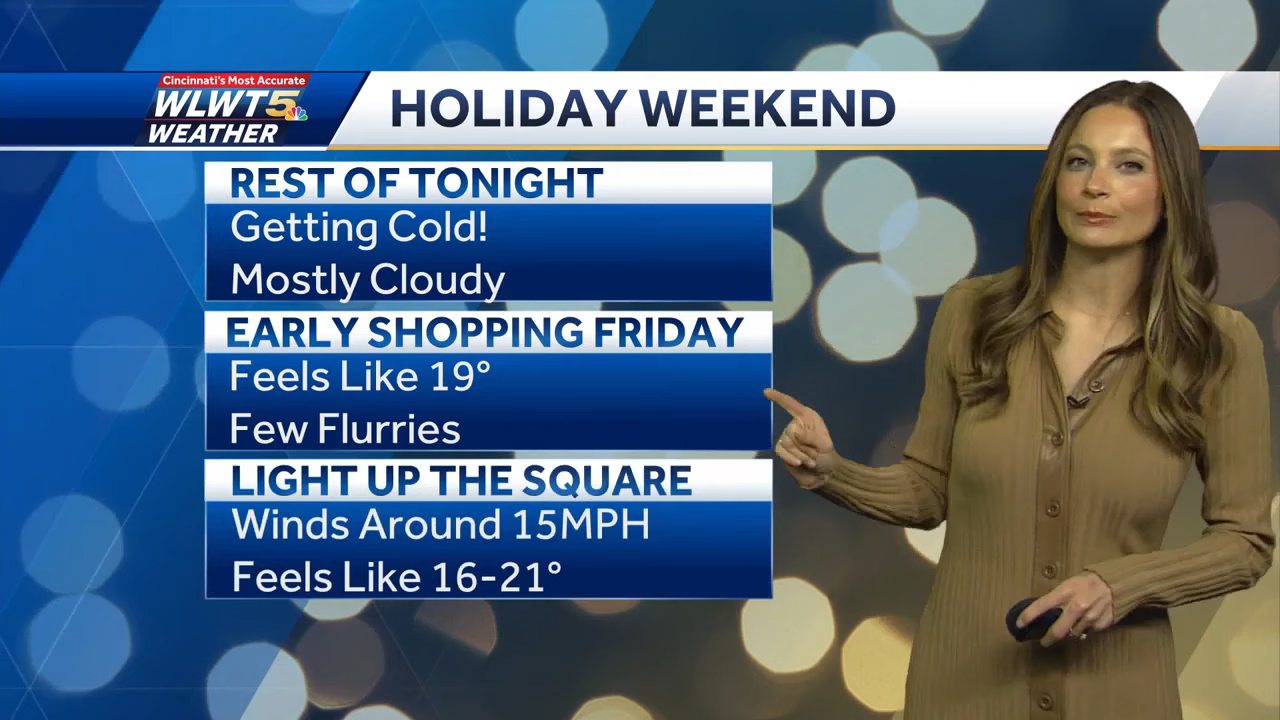 Cincinnati's Most Accurate
WLWT5
WEATHER
HOLIDAY WEEKEND
REST OF TONIGHT
Getting Cold!
Mostly Cloudy
EARLY SHOPPING FRIDAY
Feels Like 19°
Few Flurries
LIGHT UP THE SQUARE
Winds Around 15MPH
Feels Like 16-21°